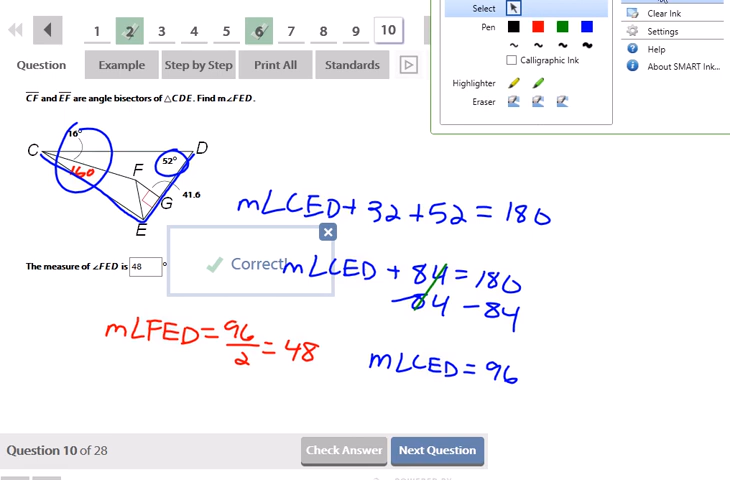 Select
Pen
Calligraphic Ink
Highlighter
Eraser
Clear Ink
Settings
Help
About SMART Ink...
1 2 3 4 5 6 7 8 9 10
Question Example Step by Step Print All Standards
CF and EF are angle bisectors of △CDE. Find m∠FED.
16°
C
D
52°
F
160
41.6
G
E
m∠CED + 32 + 52 = 180
Correct!
m∠CED + 84 = 180
The measure of ∠FED is 48 °
-84 -84
m∠FED = 96/2 = 48
m∠CED = 96
Question 10 of 28
Check Answer
Next Question